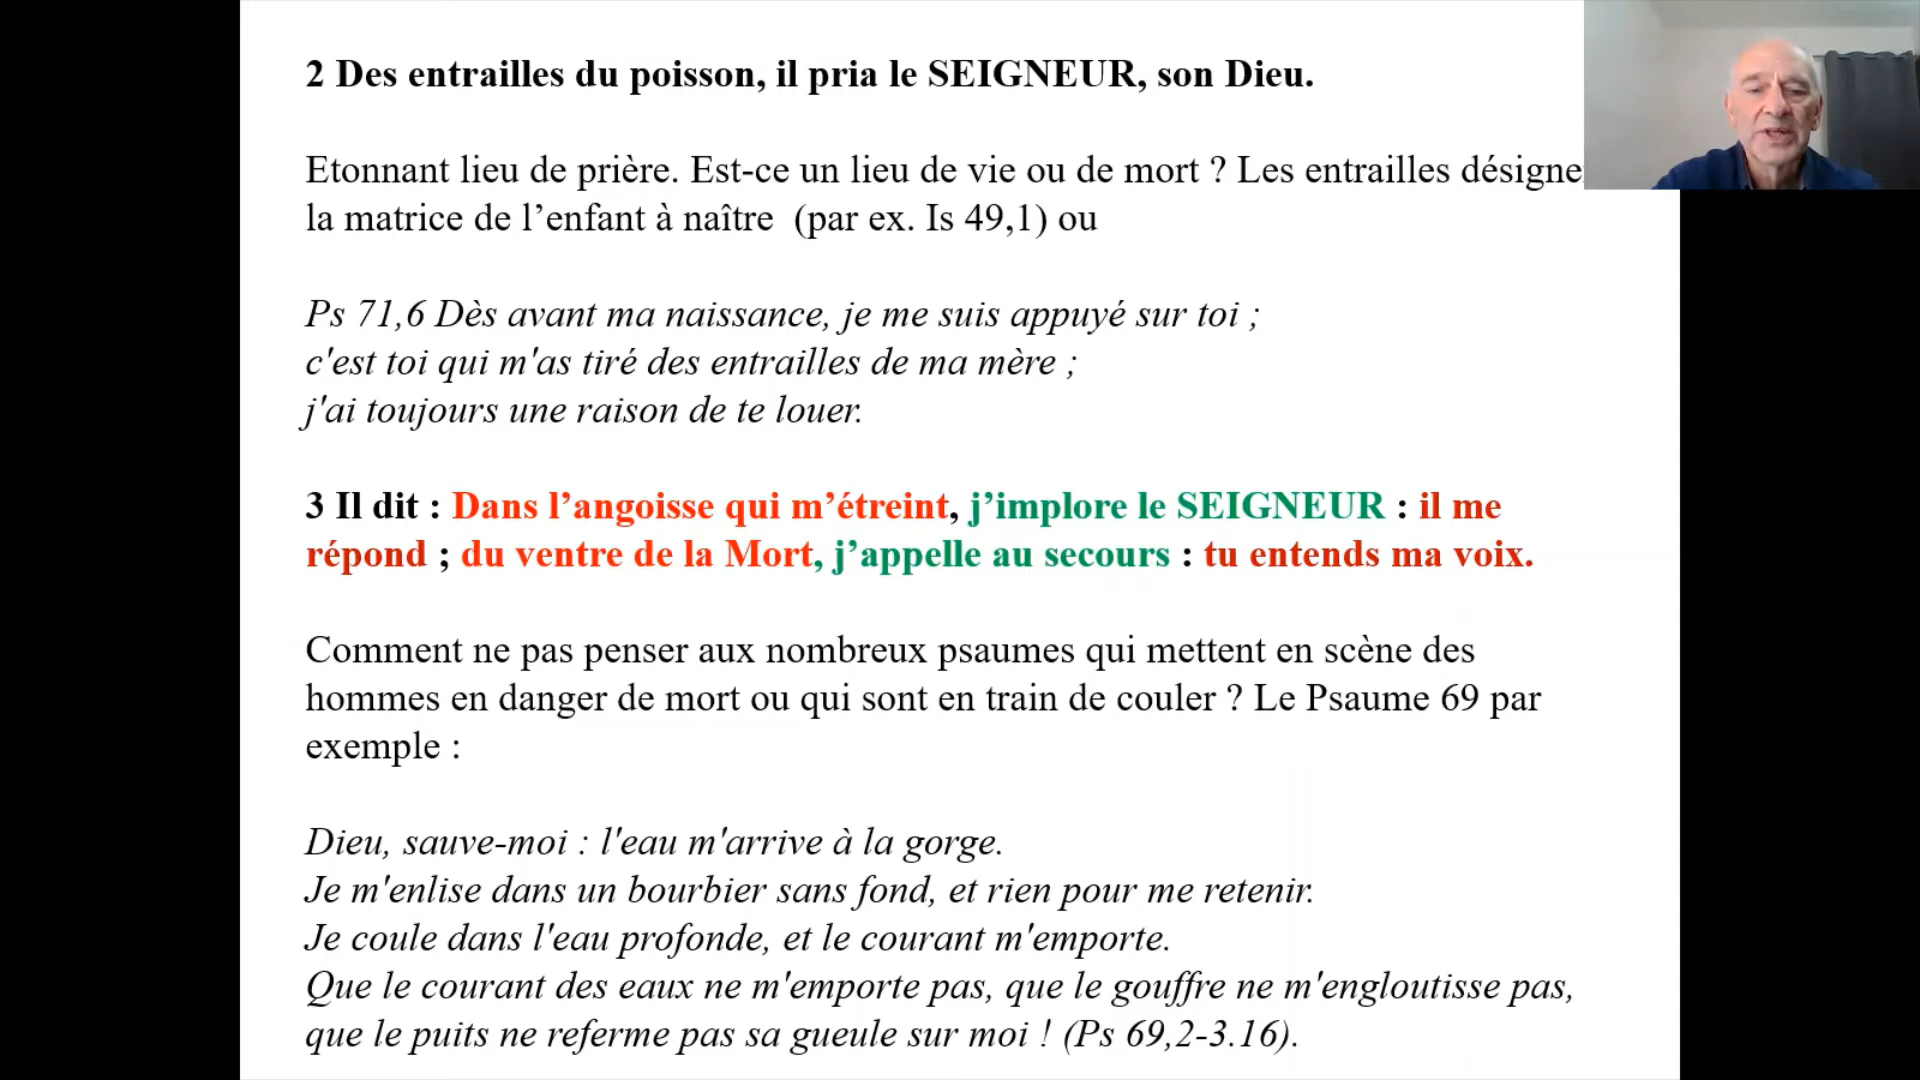 2 Des entrailles du poisson, il pria le SEIGNEUR, son Dieu.
Etonnant lieu de prière. Est-ce un lieu de vie ou de mort ? Les entrailles
la matrice de l’enfant à naître (par ex. Is 49,1) ou
Ps 71,6 Dès avant ma naissance, je me suis appuyé sur toi ;
c'est toi qui m'as tiré des entrailles de ma mère ;
j'ai toujours une raison de te louer.
3 Il dit : Dans l’angoisse qui m’étreint, j’implore le SEIGNEUR : il me
répond ; du ventre de la Mort, j’appelle au secours : tu entends ma voix.
Comment ne pas penser aux nombreux psaumes qui mettent en scène des
hommes en danger de mort ou qui sont en train de couler ? Le Psaume 69 par
exemple :
Dieu, sauve-moi : l'eau m'arrive à la gorge.
Je m'enlise dans un bourbier sans fond, et rien pour me retenir.
Je coule dans l'eau profonde, et le courant m'emporte.
Que le courant des eaux ne m'emporte pas, que le gouffre ne m'engloutisse pas,
que le puits ne referme pas sa gueule sur moi ! (Ps 69,2-3.16).